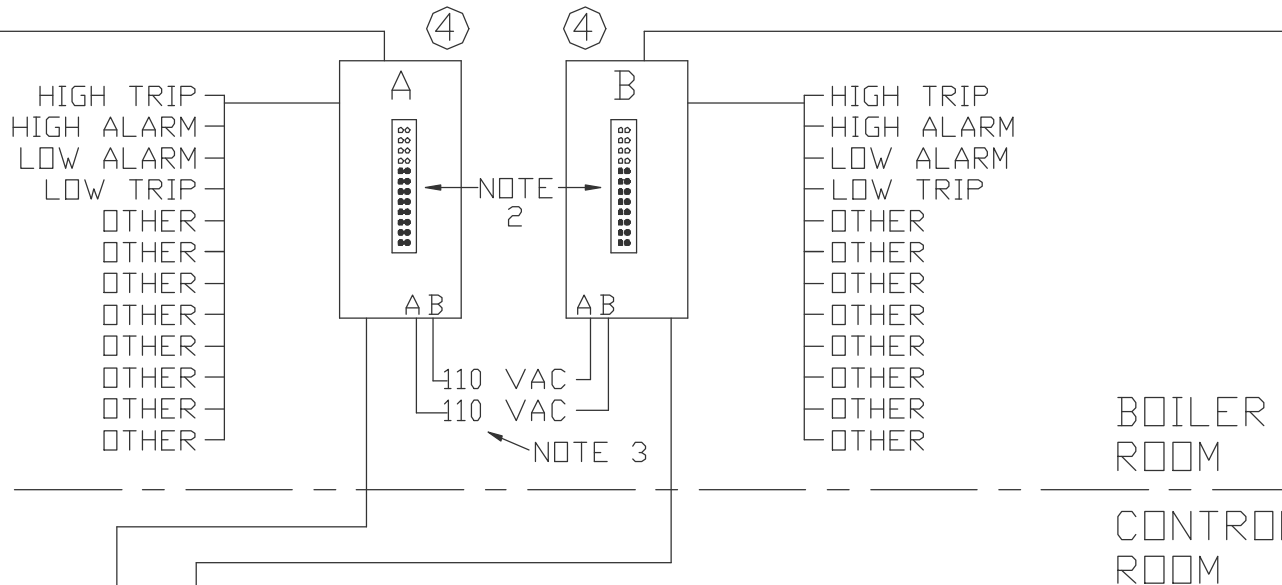 4
4
A
B
HIGH TRIP
HIGH ALARM
LOW ALARM
LOW TRIP
OTHER
OTHER
OTHER
OTHER
OTHER
OTHER
OTHER
OTHER
NOTE
2
HIGH TRIP
HIGH ALARM
LOW ALARM
LOW TRIP
OTHER
OTHER
OTHER
OTHER
OTHER
OTHER
OTHER
OTHER
A B
A B
110 VAC
110 VAC
NOTE 3
BOILER
ROOM
CONTROL
ROOM